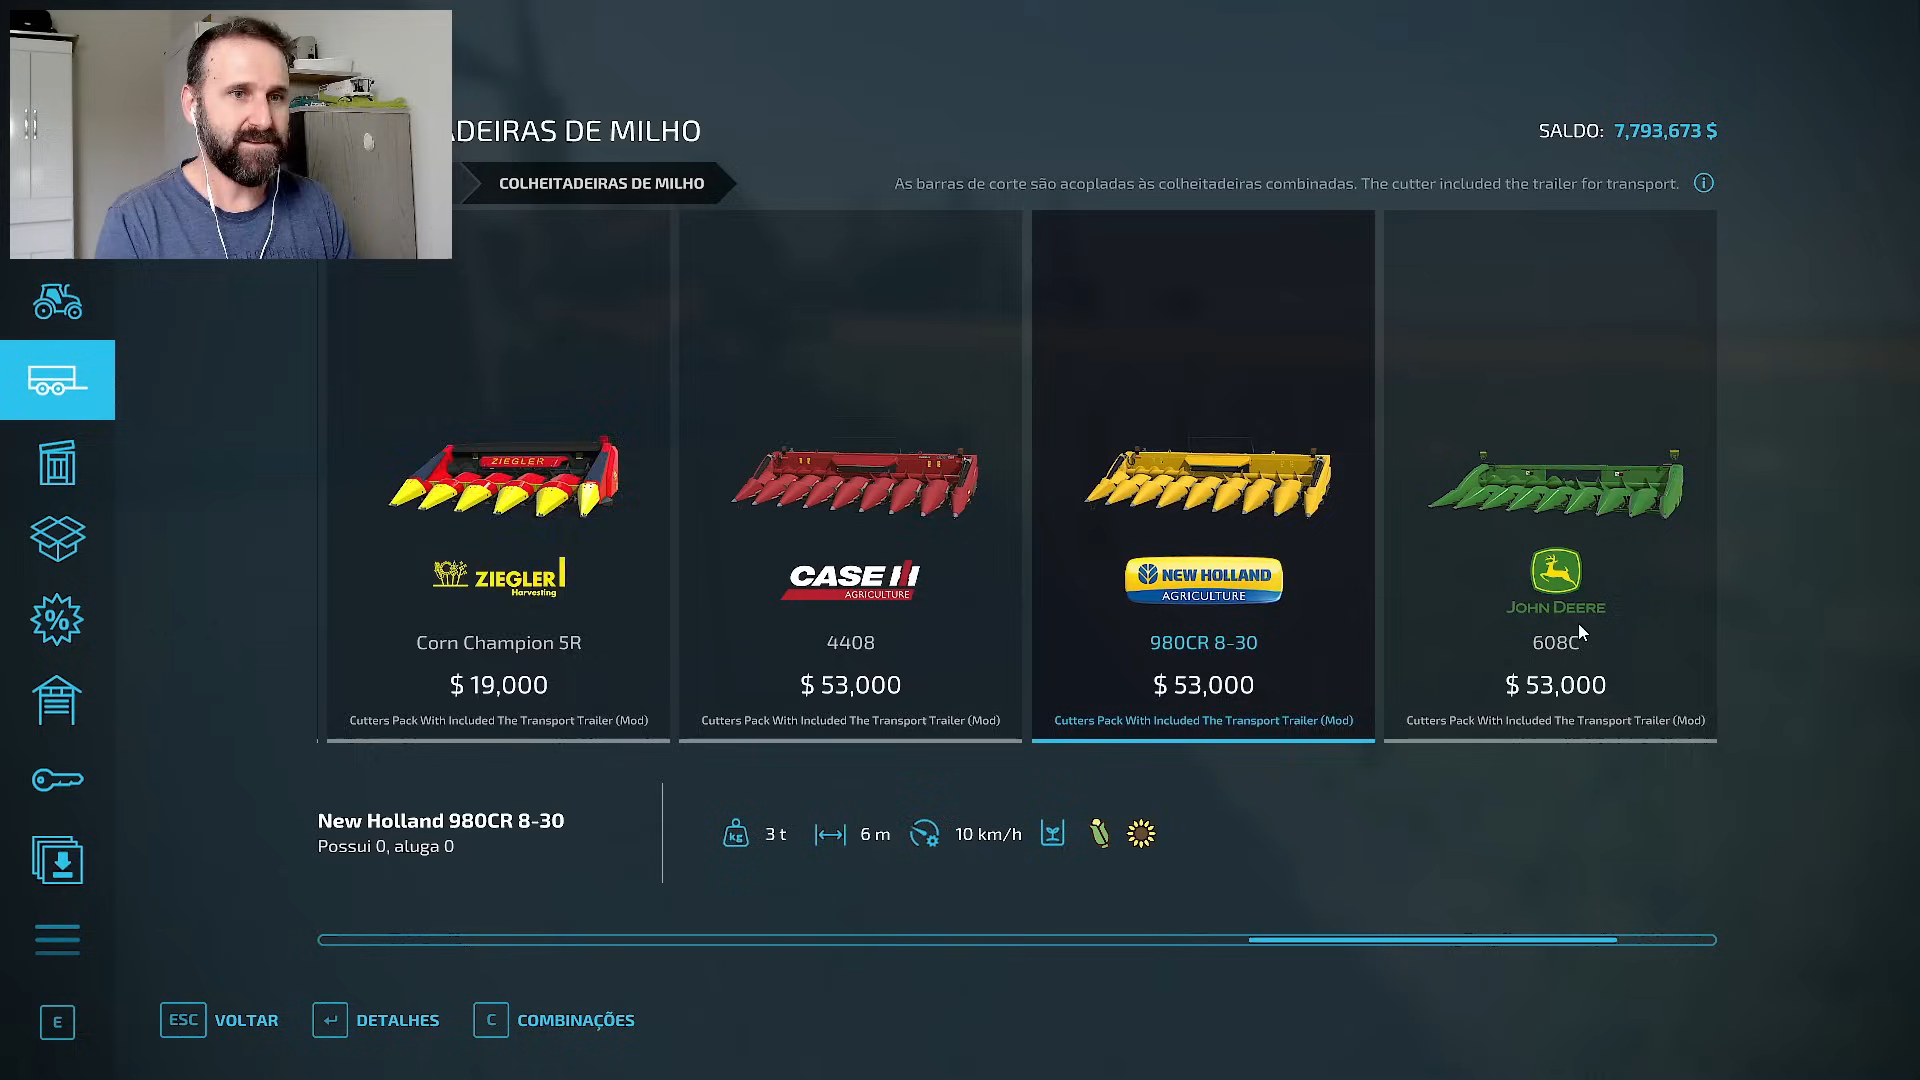 ADEIRAS DE MILHO
SALDO: 7,793,673 $
COLHEITADEIRAS DE MILHO
As barras de corte são acopladas às colheitadeiras combinadas. The cutter included the trailer for transport.
ZIEGLER
ZIEGLER
Harvesting
CASE IH
AGRICULTURE
NEW HOLLAND
AGRICULTURE
JOHN DEERE
Corn Champion 5R
4408
980CR 8-30
608C
$ 19,000
$ 53,000
$ 53,000
$ 53,000
Cutters Pack With Included The Transport Trailer (Mod)
Cutters Pack With Included The Transport Trailer (Mod)
Cutters Pack With Included The Transport Trailer (Mod)
Cutters Pack With Included The Transport Trailer (Mod)
New Holland 980CR 8-30
Possui 0, aluga 0
kg
3 t
6 m
10 km/h
%
E
ESC VOLTAR
DETALHES
C COMBINAÇÕES